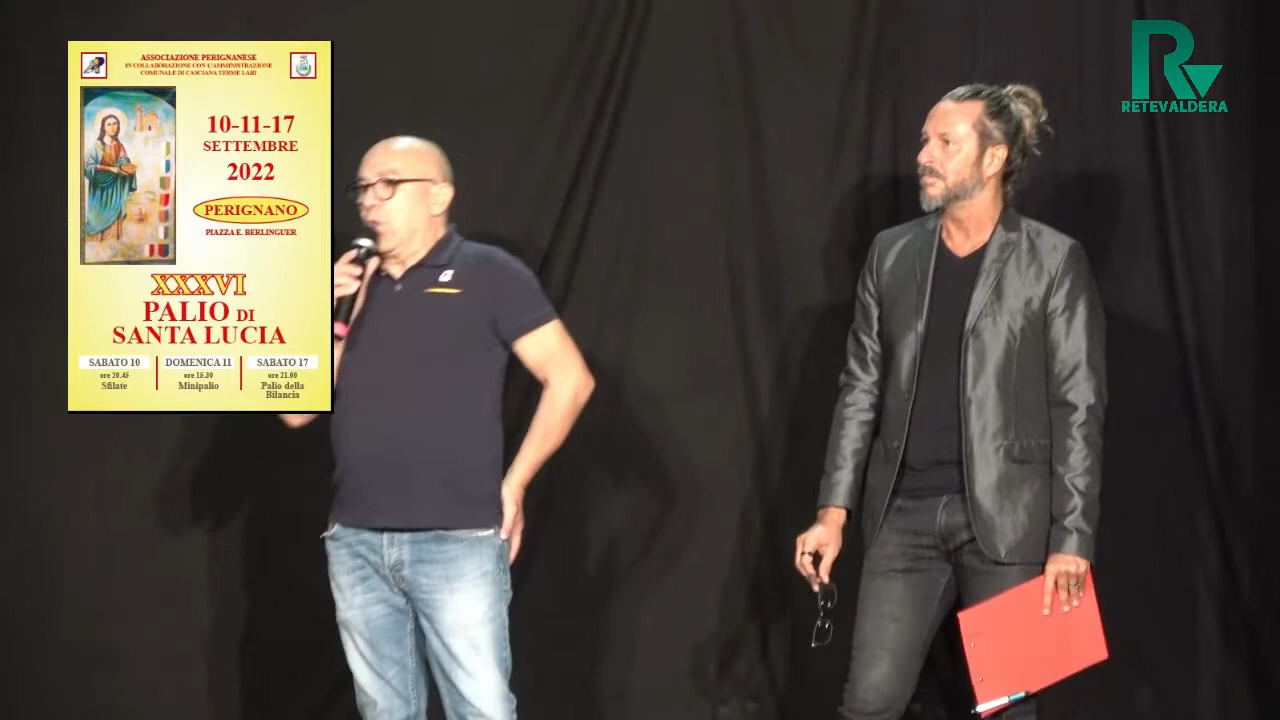 ASSOCIAZIONE PERIGNANESE
IN COLLABORAZIONE CON L'AMMINISTRAZIONE
COMUNALE DI CASCIANA TERME LARI
10-11-17
SETTEMBRE
2022
PERIGNANO
PIAZZA E. BERLINGUER
XXXVI
PALIO DI
SANTA LUCIA
SABATO 10
ore 20.45
Sfilate
DOMENICA 11
ore 15.30
Minipalio
SABATO 17
ore 21.00
Palio della
Bilancia
RV
RETEVALDERA